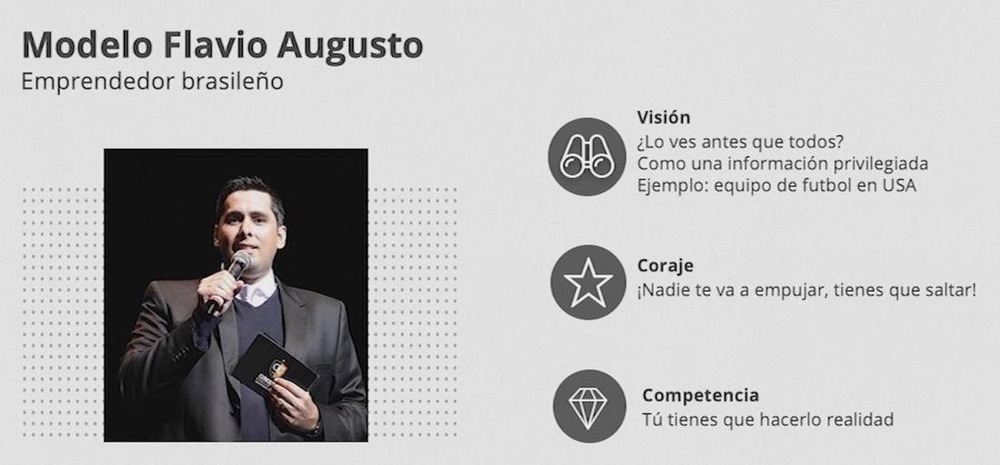 Modelo Flavio Augusto
Emprendedor brasileño
Visión
¿Lo ves antes que todos?
Como una información privilegiada
Ejemplo: equipo de futbol en USA
Coraje
¡Nadie te va a empujar, tienes que saltar!
Competencia
Tú tienes que hacerlo realidad